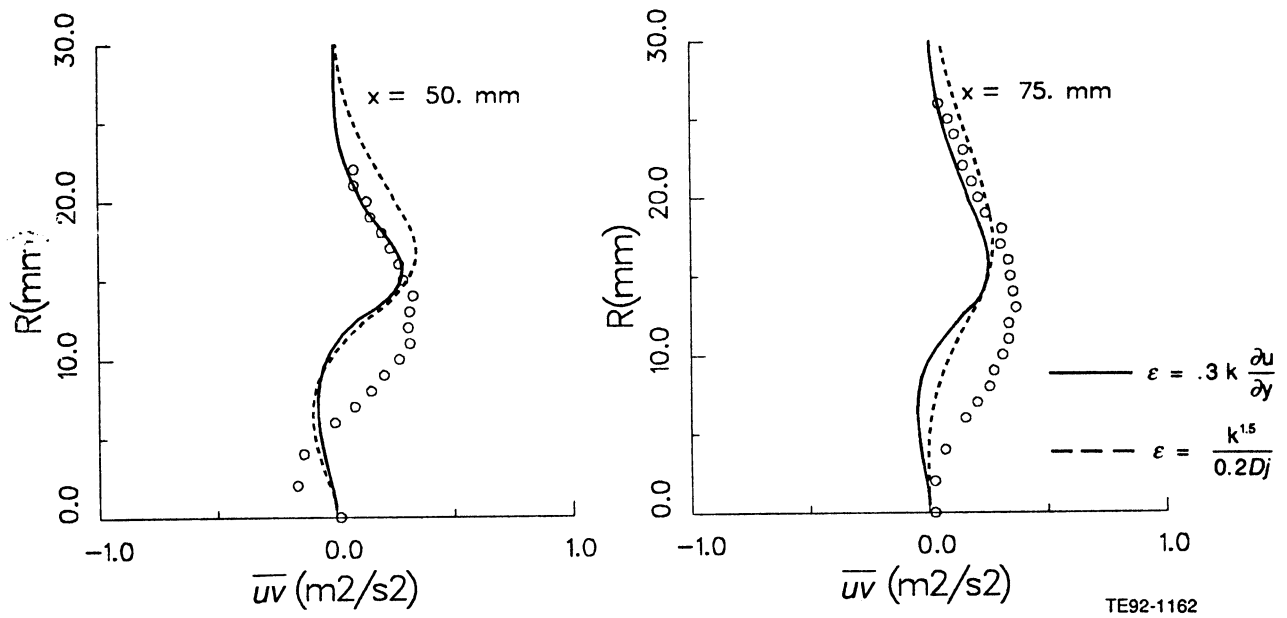 30.0
20.0
10.0
0.0
R(mm)
x = 50. mm
-1.0
0.0
1.0
uv (m2/s2)
30.0
20.0
10.0
0.0
R(mm)
x = 75. mm
-1.0
0.0
1.0
uv (m2/s2)
ε = .3 k ∂u/∂y
ε = k^1.5/0.2Dj
TE92-1162